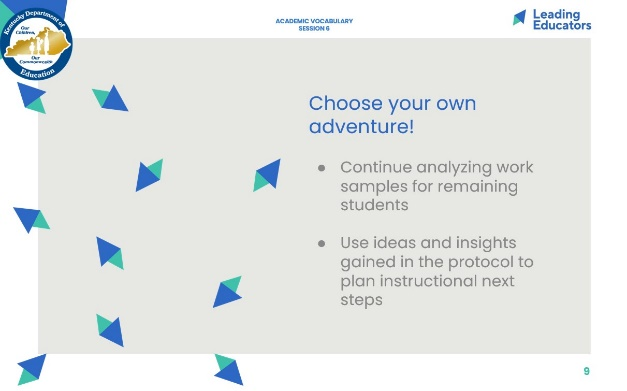 Kentucky Department of
Our
Children,
Our
Commonwealth
Education
ACADEMIC VOCABULARY
SESSION 6
Leading
Educators
Choose your own
adventure!
● Continue analyzing work
samples for remaining
students
● Use ideas and insights
gained in the protocol to
plan instructional next
steps
9